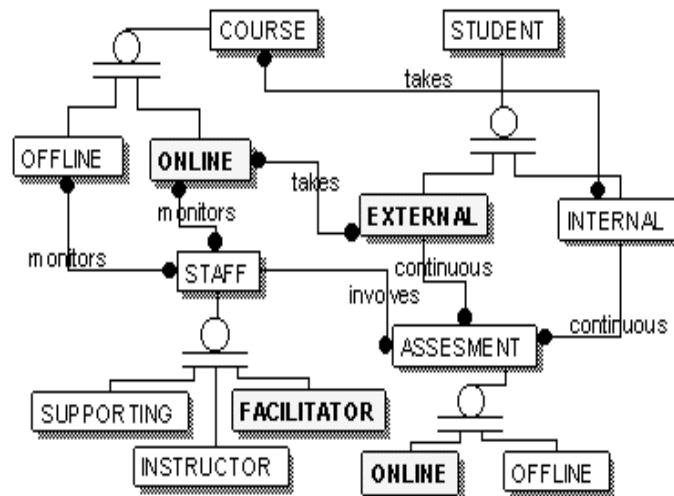 COURSE
STUDENT
takes
OFFLINE
ONLINE
takes
monitors
EXTERNAL
INTERNAL
monitors
STAFF
continuous
involves
continuous
ASSESMENT
SUPPORTING
FACILITATOR
INSTRUCTOR
ONLINE
OFFLINE